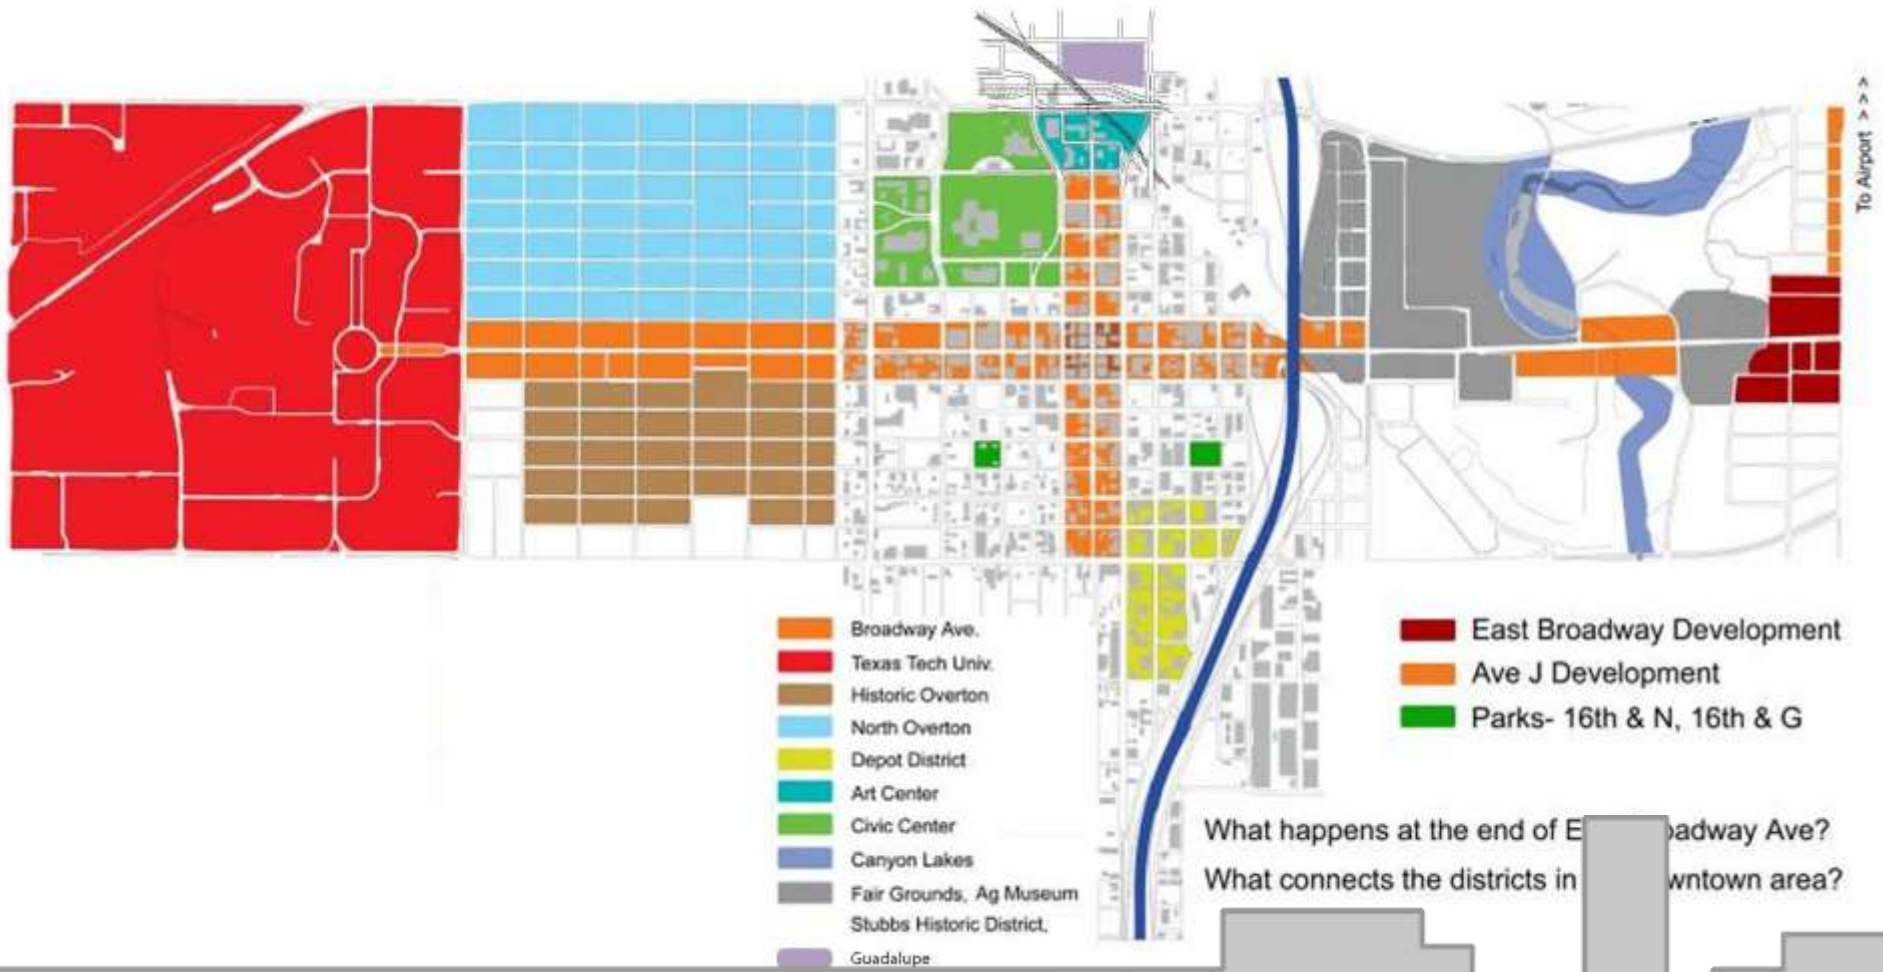 To Airport > > >
Broadway Ave.
Texas Tech Univ.
Historic Overton
North Overton
Depot District
Art Center
Civic Center
Canyon Lakes
Fair Grounds, Ag Museum
Stubbs Historic District,
Guadalupe
East Broadway Development
Ave J Development
Parks- 16th & N, 16th & G
What happens at the end of Ave?
What connects the districts in area?